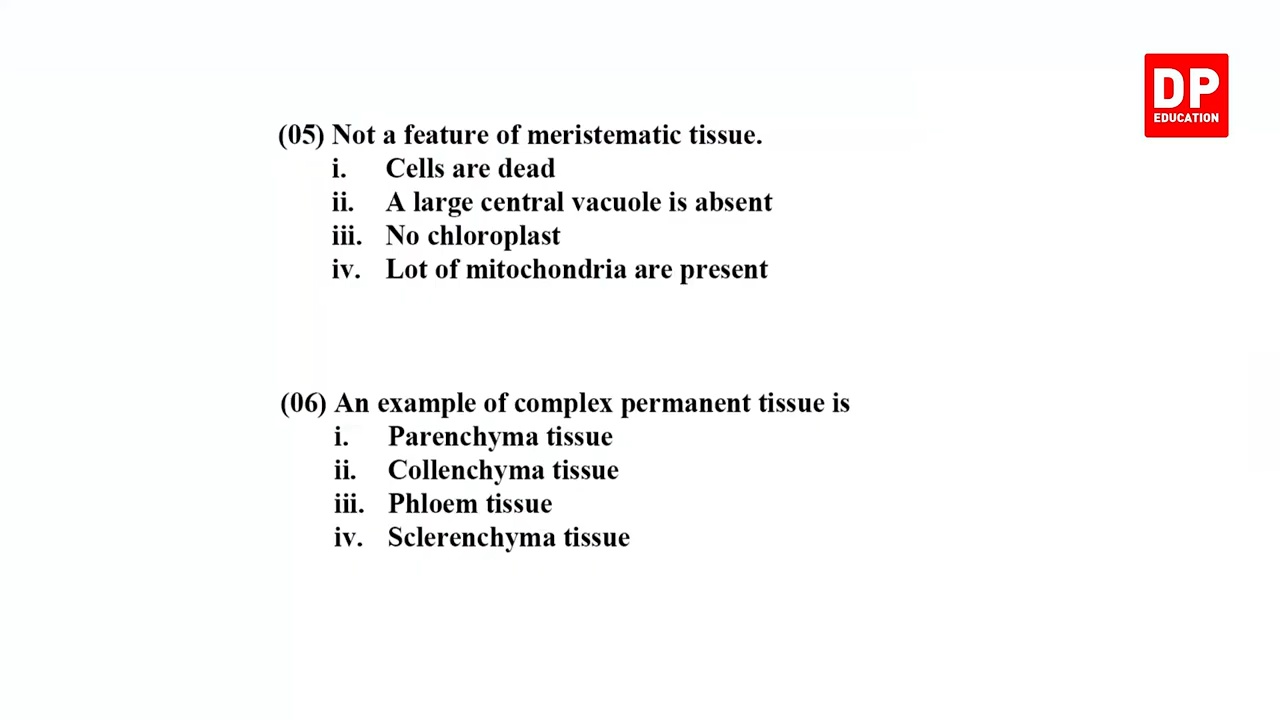 DP
EDUCATION
(05) Not a feature of meristematic tissue.
i. Cells are dead
ii. A large central vacuole is absent
iii. No chloroplast
iv. Lot of mitochondria are present
(06) An example of complex permanent tissue is
i. Parenchyma tissue
ii. Collenchyma tissue
iii. Phloem tissue
iv. Sclerenchyma tissue